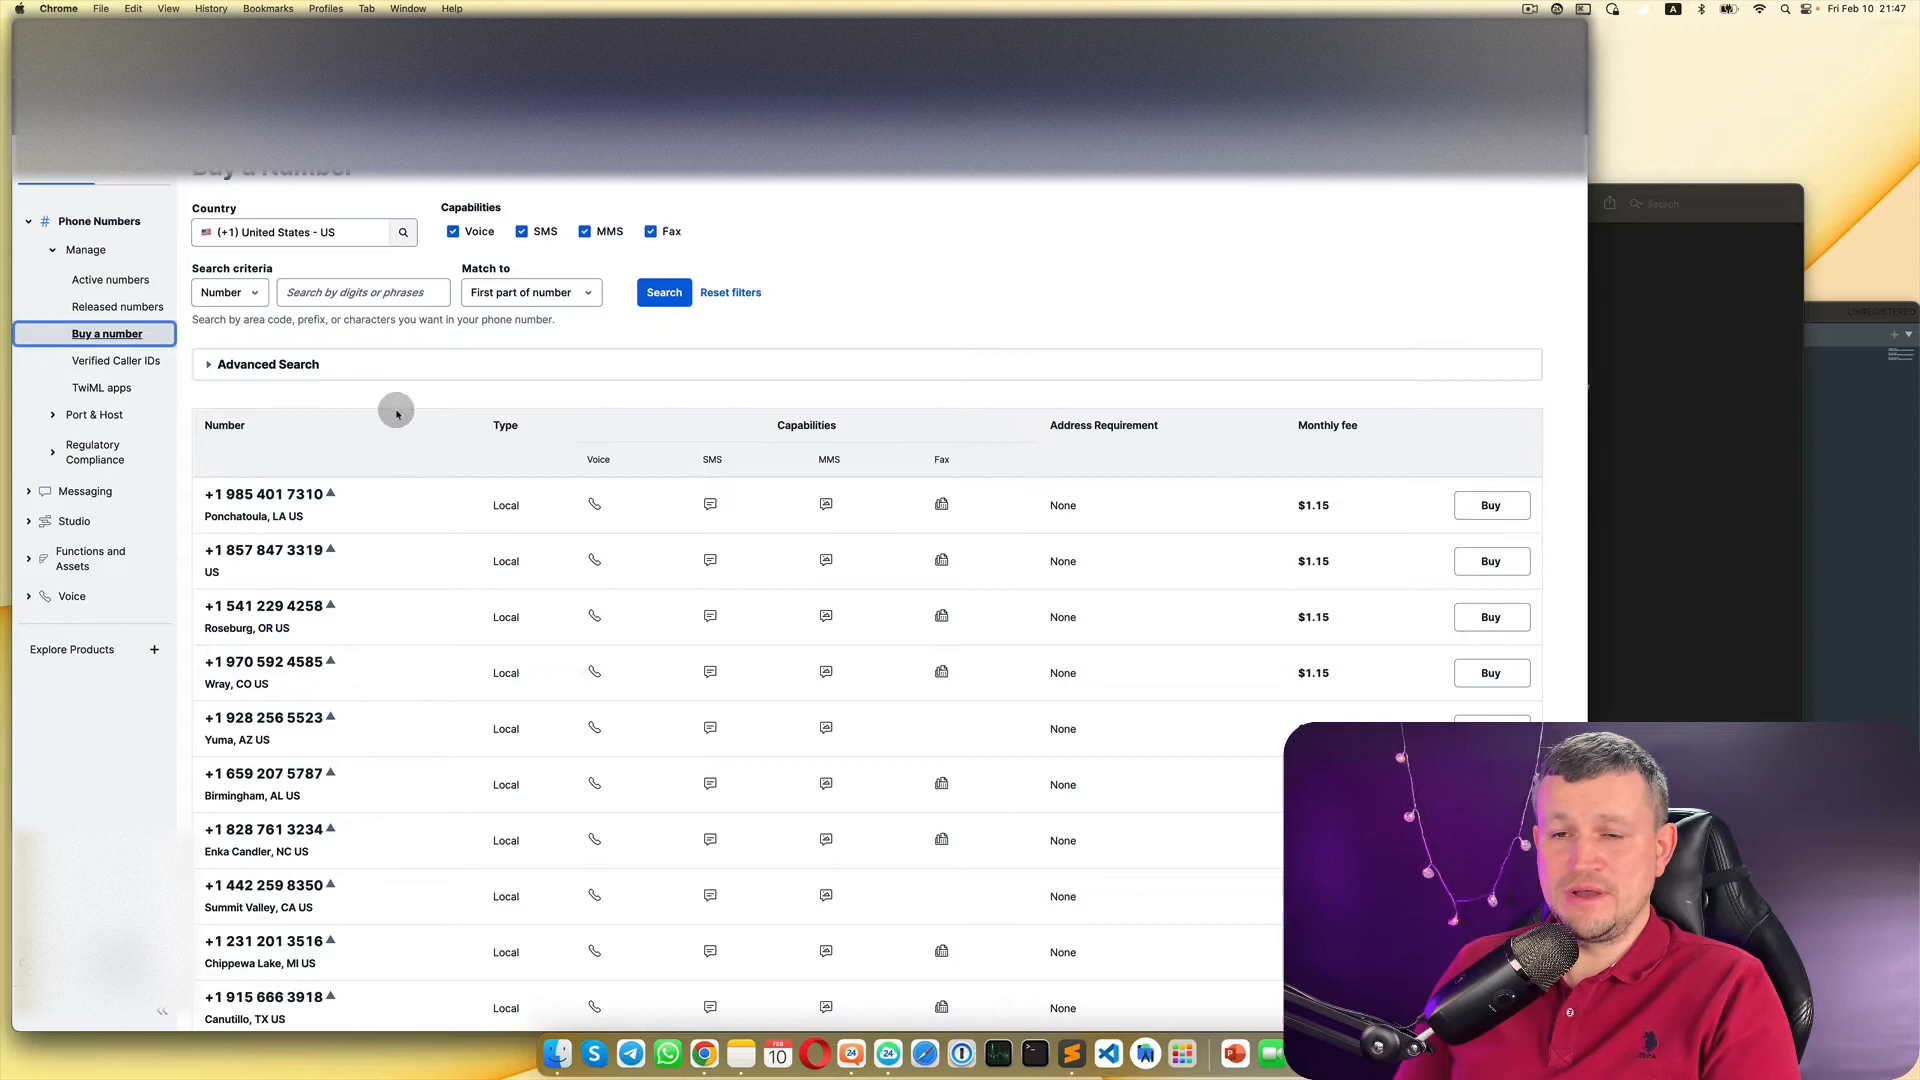 Chrome File Edit View History Bookmarks Profiles Tab Window Help
A
Fri Feb 10 21:47
Buy a Number
Search
UNREGISTERED
Phone Numbers
Manage
Active numbers
Released numbers
Buy a number
Verified Caller IDs
TwiML apps
Port & Host
Regulatory
Compliance
Messaging
Studio
Functions and
Assets
Voice
Explore Products +
Country
(+1) United States - US
Capabilities
Voice SMS MMS Fax
Search criteria
Number
Search by digits or phrases
Match to
First part of number
Search
Reset filters
Search by area code, prefix, or characters you want in your phone number.
Advanced Search
Number Type Capabilities Address Requirement Monthly fee
Voice SMS MMS Fax
+1 985 401 7310
Ponchatoula, LA US
Local None $1.15 Buy
+1 857 847 3319
US
Local None $1.15 Buy
+1 541 229 4258
Roseburg, OR US
Local None $1.15 Buy
+1 970 592 4585
Wray, CO US
Local None $1.15 Buy
+1 928 256 5523
Yuma, AZ US
Local None
+1 659 207 5787
Birmingham, AL US
Local None
+1 828 761 3234
Enka Candler, NC US
Local None
+1 442 259 8350
Summit Valley, CA US
Local None
+1 231 201 3516
Chippewa Lake, MI US
Local None
+1 915 666 3918
Canutillo, TX US
Local None
FEB
10
24
24